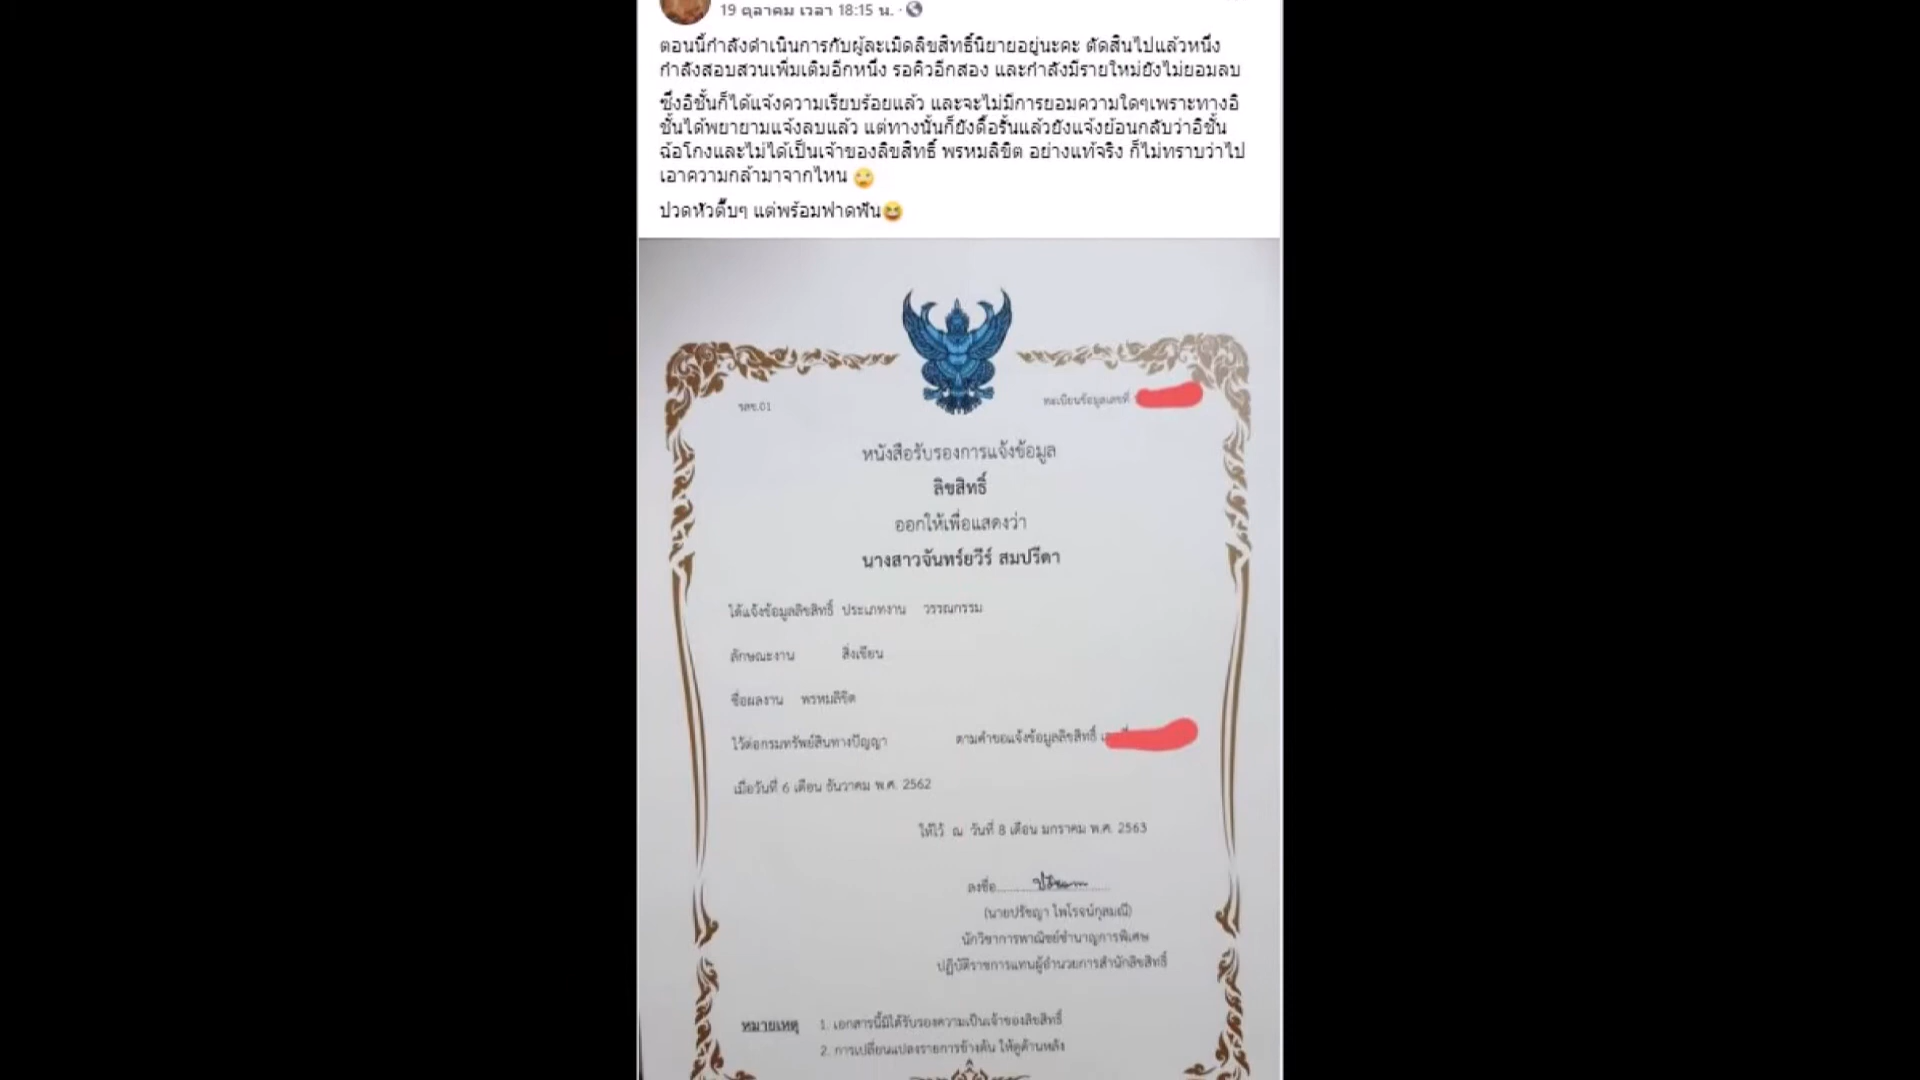 19 ตุลาคม เวลา 18:15 น. ·
ตอนนี้กำลังดำเนินการกับผู้ละเมิดลิขสิทธิ์นิยายอยู่นะคะ ตัดสินไปแล้วหนึ่ง
กำลังสอบสวนเพิ่มเติมอีกหนึ่ง รอคิวอีกสอง และกำลังมีรายใหม่ยังไม่ยอมลบ
ซึ่งอิชั้นก็ได้แจ้งความเรียบร้อยแล้ว และจะไม่มีการยอมความใดๆเพราะทางอิ
ชั้นได้พยายามแจ้งลบแล้ว แต่ทางนั้นก็ยังดื้อรั้นแล้วยังแจ้งย้อนกลับว่าอิชั้น
ฉ้อโกงและไม่ได้เป็นเจ้าของลิขสิทธิ์ พรหมลิขิต อย่างแท้จริง ก็ไม่ทราบว่าไป
เอาความกล้ามาจากไหน 🙄
ปวดหัวตึ๊บๆ แต่พร้อมฟาดฟัน😆
รลข.01
ทะเบียนข้อมูลเลขที่
หนังสือรับรองการแจ้งข้อมูล
ลิขสิทธิ์
ออกให้เพื่อแสดงว่า
นางสาวจันทร์ยวีร์ สมปรีดา
ได้แจ้งข้อมูลลิขสิทธิ์ ประเภทงาน วรรณกรรม
ลักษณะงาน สิ่งเขียน
ชื่อผลงาน พรหมลิขิต
ไว้ต่อกรมทรัพย์สินทางปัญญา ตามคำขอแจ้งข้อมูลลิขสิทธิ์
เมื่อวันที่ 6 เดือน ธันวาคม พ.ศ. 2562
ให้ไว้ ณ วันที่ 8 เดือน มกราคม พ.ศ. 2563
ลงชื่อ
(นายปรัชญา ไพโรจน์กุลมณี)
นักวิชาการพาณิชย์ชำนาญการพิเศษ
ปฏิบัติราชการแทนผู้อำนวยการสำนักลิขสิทธิ์
หมายเหตุ 1. เอกสารนี้มิได้รับรองความเป็นเจ้าของลิขสิทธิ์
2. การเปลี่ยนแปลงรายการข้างต้น ให้ดูด้านหลัง